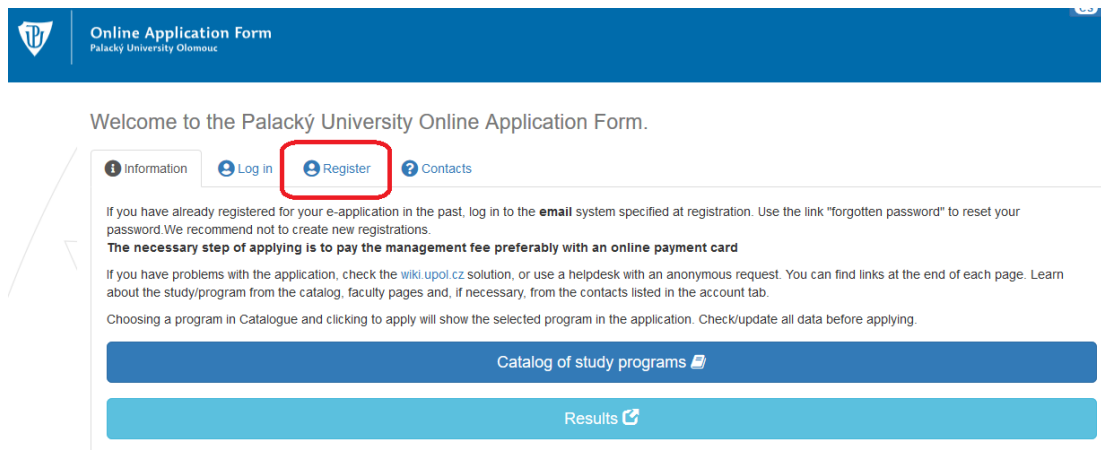 Online Application Form
Palacký University Olomouc
Welcome to the Palacký University Online Application Form.
Information Log in Register Contacts
If you have already registered for your e-application in the past, log in to the email system specified at registration. Use the link "forgotten password" to reset your
password.We recommend not to create new registrations.
The necessary step of applying is to pay the management fee preferably with an online payment card
If you have problems with the application, check the wiki.upol.cz solution, or use a helpdesk with an anonymous request. You can find links at the end of each page. Learn
about the study/program from the catalog, faculty pages and, if necessary, from the contacts listed in the account tab.
Choosing a program in Catalogue and clicking to apply will show the selected program in the application. Check/update all data before applying.
Catalog of study programs
Results